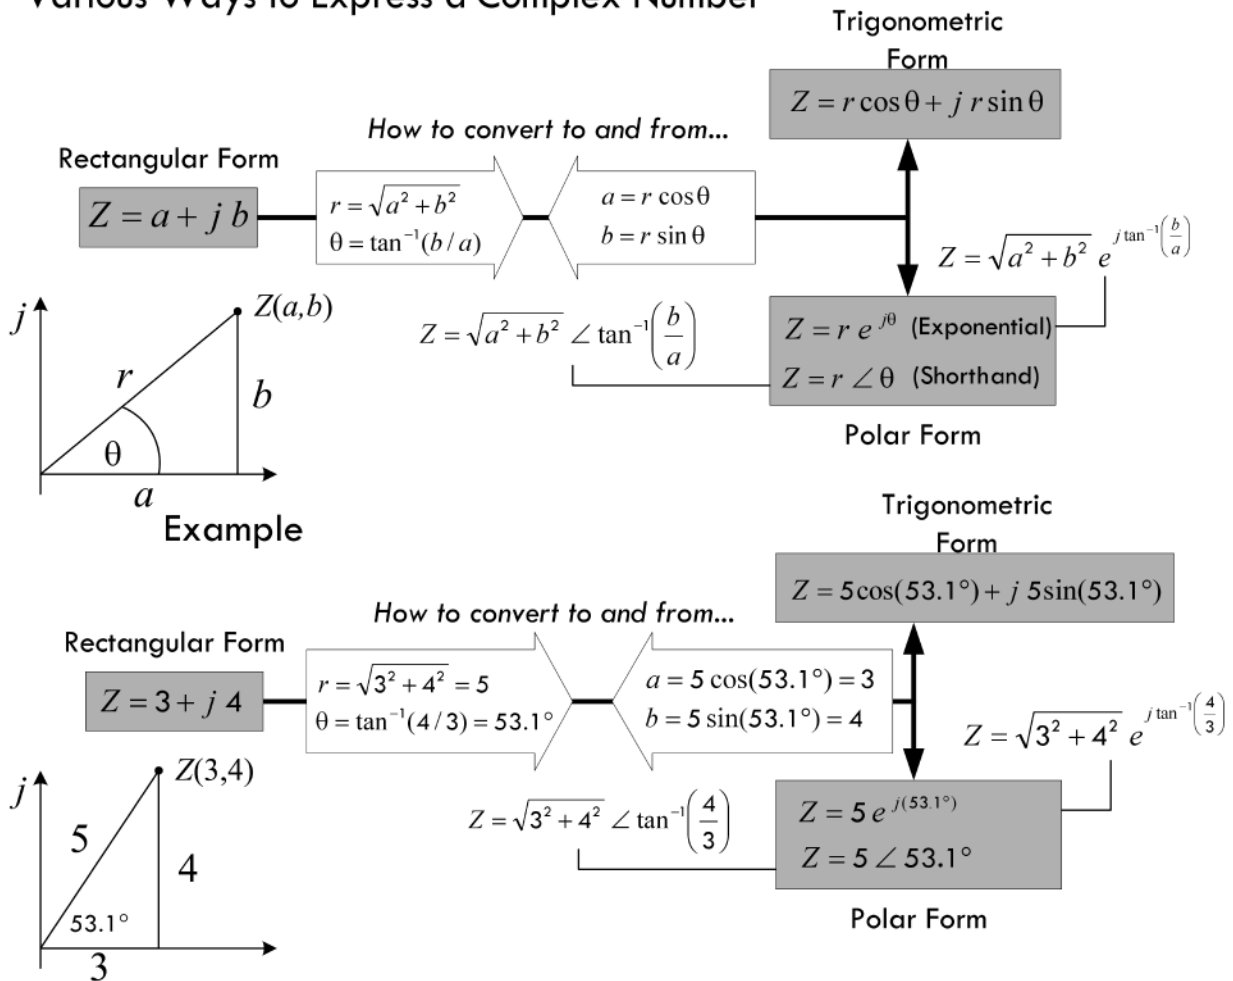 Various Ways to Express a Complex Number
Trigonometric
Form
Z = r cos θ + j r sin θ
How to convert to and from...
Rectangular Form
Z = a + j b
r = √(a² + b²)
θ = tan⁻¹(b/a)
a = r cos θ
b = r sin θ
Z = √(a² + b²) e^(j tan⁻¹(b/a))
j
Z(a,b)
r
b
θ
a
Z = √(a² + b²) ∠ tan⁻¹(b/a)
Z = r e^(jθ) (Exponential)
Z = r ∠ θ (Shorthand)
Polar Form
Example
Trigonometric
Form
Z = 5cos(53.1°) + j 5sin(53.1°)
How to convert to and from...
Rectangular Form
Z = 3 + j 4
r = √(3² + 4²) = 5
θ = tan⁻¹(4/3) = 53.1°
a = 5 cos(53.1°) = 3
b = 5 sin(53.1°) = 4
Z = √(3² + 4²) e^(j tan⁻¹(4/3))
j
Z(3,4)
5
4
53.1°
3
Z = √(3² + 4²) ∠ tan⁻¹(4/3)
Z = 5 e^(j(53.1°))
Z = 5 ∠ 53.1°
Polar Form